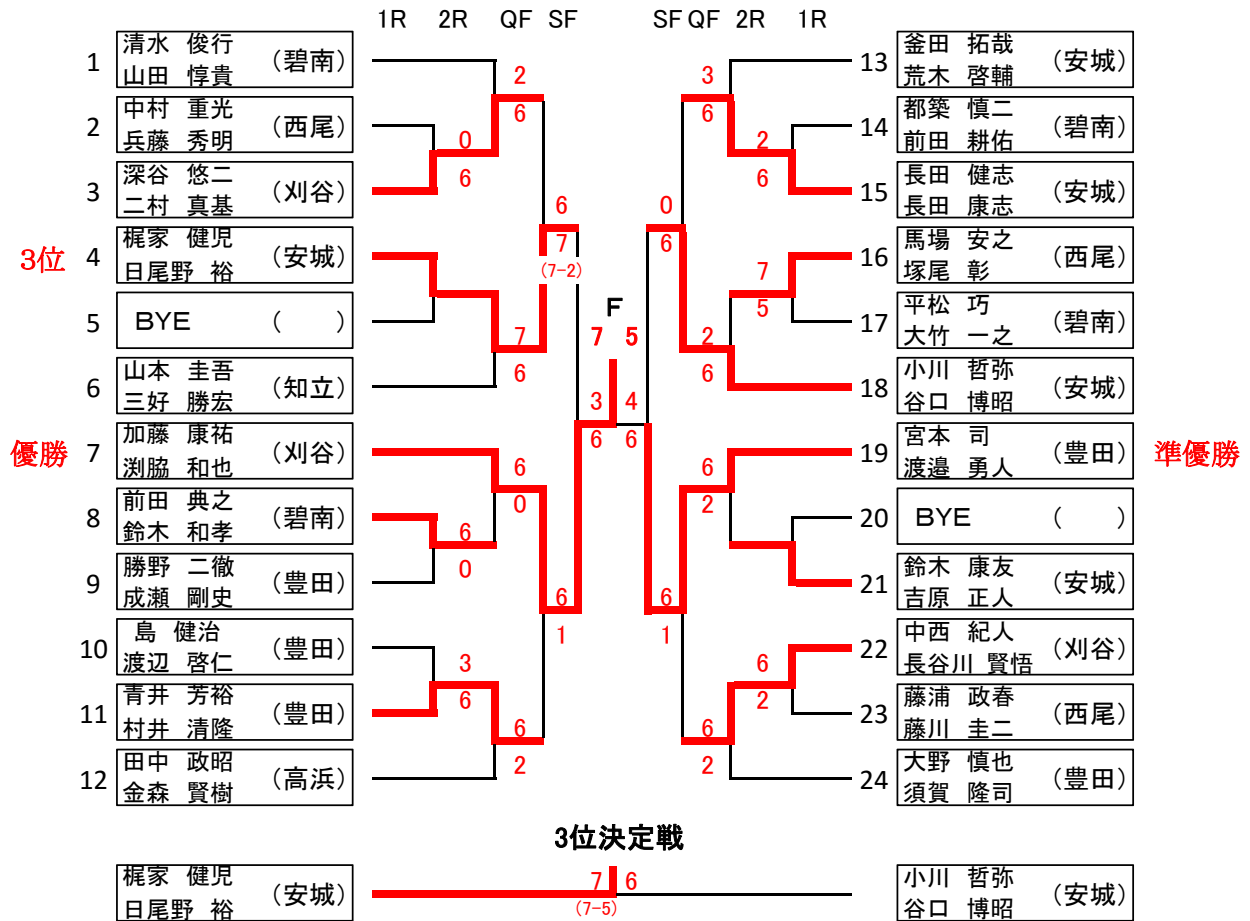 1R 2R QF SF SF QF 2R 1R
1 清水 俊行 山田 惇貴 (碧南)
2 中村 重光 兵藤 秀明 (西尾)
3 深谷 悠二 二村 真基 (刈谷)
3位 4 梶家 健児 日尾野 裕 (安城)
5 BYE ( )
6 山本 圭吾 三好 勝宏 (知立)
優勝 7 加藤 康祐 渕脇 和也 (刈谷)
8 前田 典之 鈴木 和孝 (碧南)
9 勝野 二徹 成瀬 剛史 (豊田)
10 島 健治 渡辺 啓仁 (豊田)
11 青井 芳裕 村井 清隆 (豊田)
12 田中 政昭 金森 賢樹 (高浜)
2
6
0
6
6
7
(7-2)
7
6
6
0
6
0
6
1
3
6
6
2
F
7 5
3 4
6 6
3
6
2
6
0
6
7
5
2
6
6
2
6
1
6
2
6
2
13 釜田 拓哉 荒木 啓輔 (安城)
14 都築 慎二 前田 耕佑 (碧南)
15 長田 健志 長田 康志 (安城)
16 馬場 安之 塚尾 彰 (西尾)
17 平松 巧 大竹 一之 (碧南)
18 小川 哲弥 谷口 博昭 (安城)
19 宮本 司 渡邉 勇人 (豊田) 準優勝
20 BYE ( )
21 鈴木 康友 吉原 正人 (安城)
22 中西 紀人 長谷川 賢悟 (刈谷)
23 藤浦 政春 藤川 圭二 (西尾)
24 大野 慎也 須賀 隆司 (豊田)
3位決定戦
梶家 健児 日尾野 裕 (安城)
7 6
(7-5)
小川 哲弥 谷口 博昭 (安城)